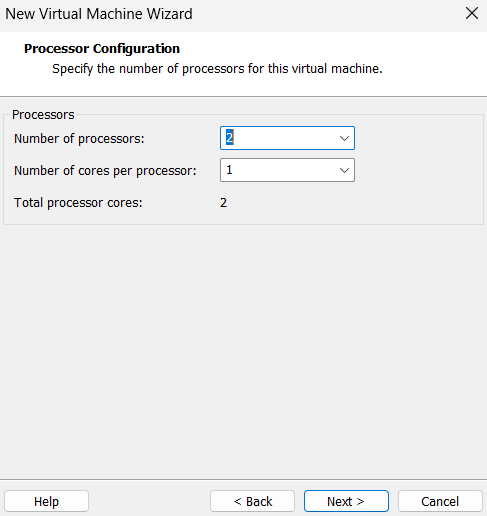 New Virtual Machine Wizard
Processor Configuration
Specify the number of processors for this virtual machine.
Processors
Number of processors: 2
Number of cores per processor: 1
Total processor cores: 2
Help < Back Next > Cancel